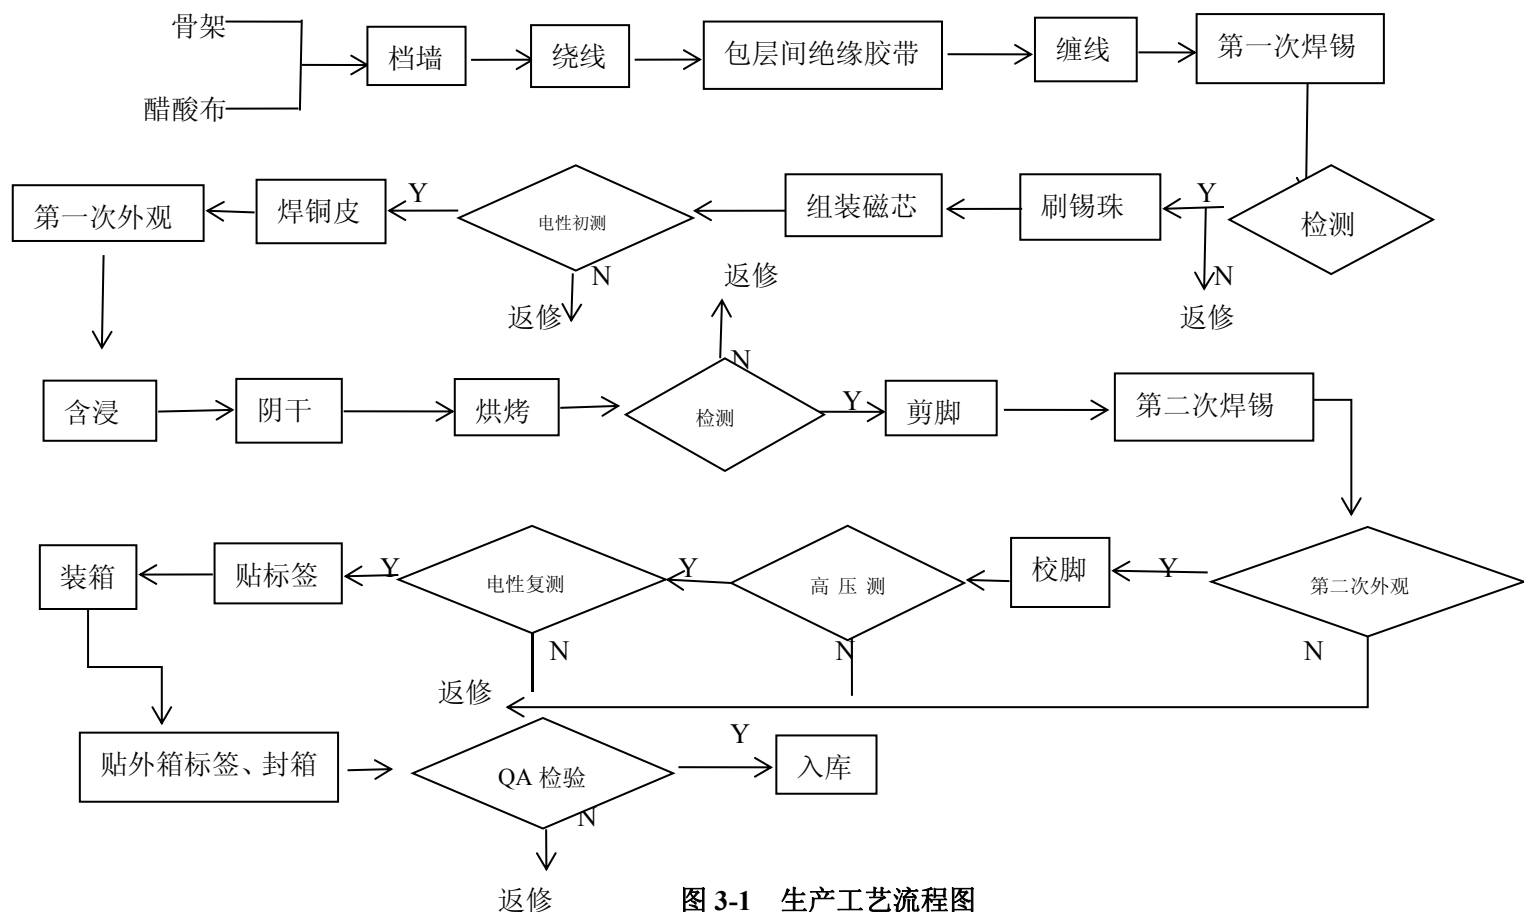 骨架
醋酸布
档墙
绕线
包层间绝缘胶带
缠线
第一次焊锡
检测
Y
N
返修
刷锡珠
组装磁芯
电性初测
Y
N
返修
焊铜皮
第一次外观
含浸
阴干
烘烤
检测
N
返修
Y
剪脚
第二次焊锡
第二次外观
Y
N
校脚
高 压 测
Y
N
电性复测
Y
N
返修
贴标签
装箱
贴外箱标签、封箱
QA 检验
Y
N
入库
返修
图 3-1 生产工艺流程图